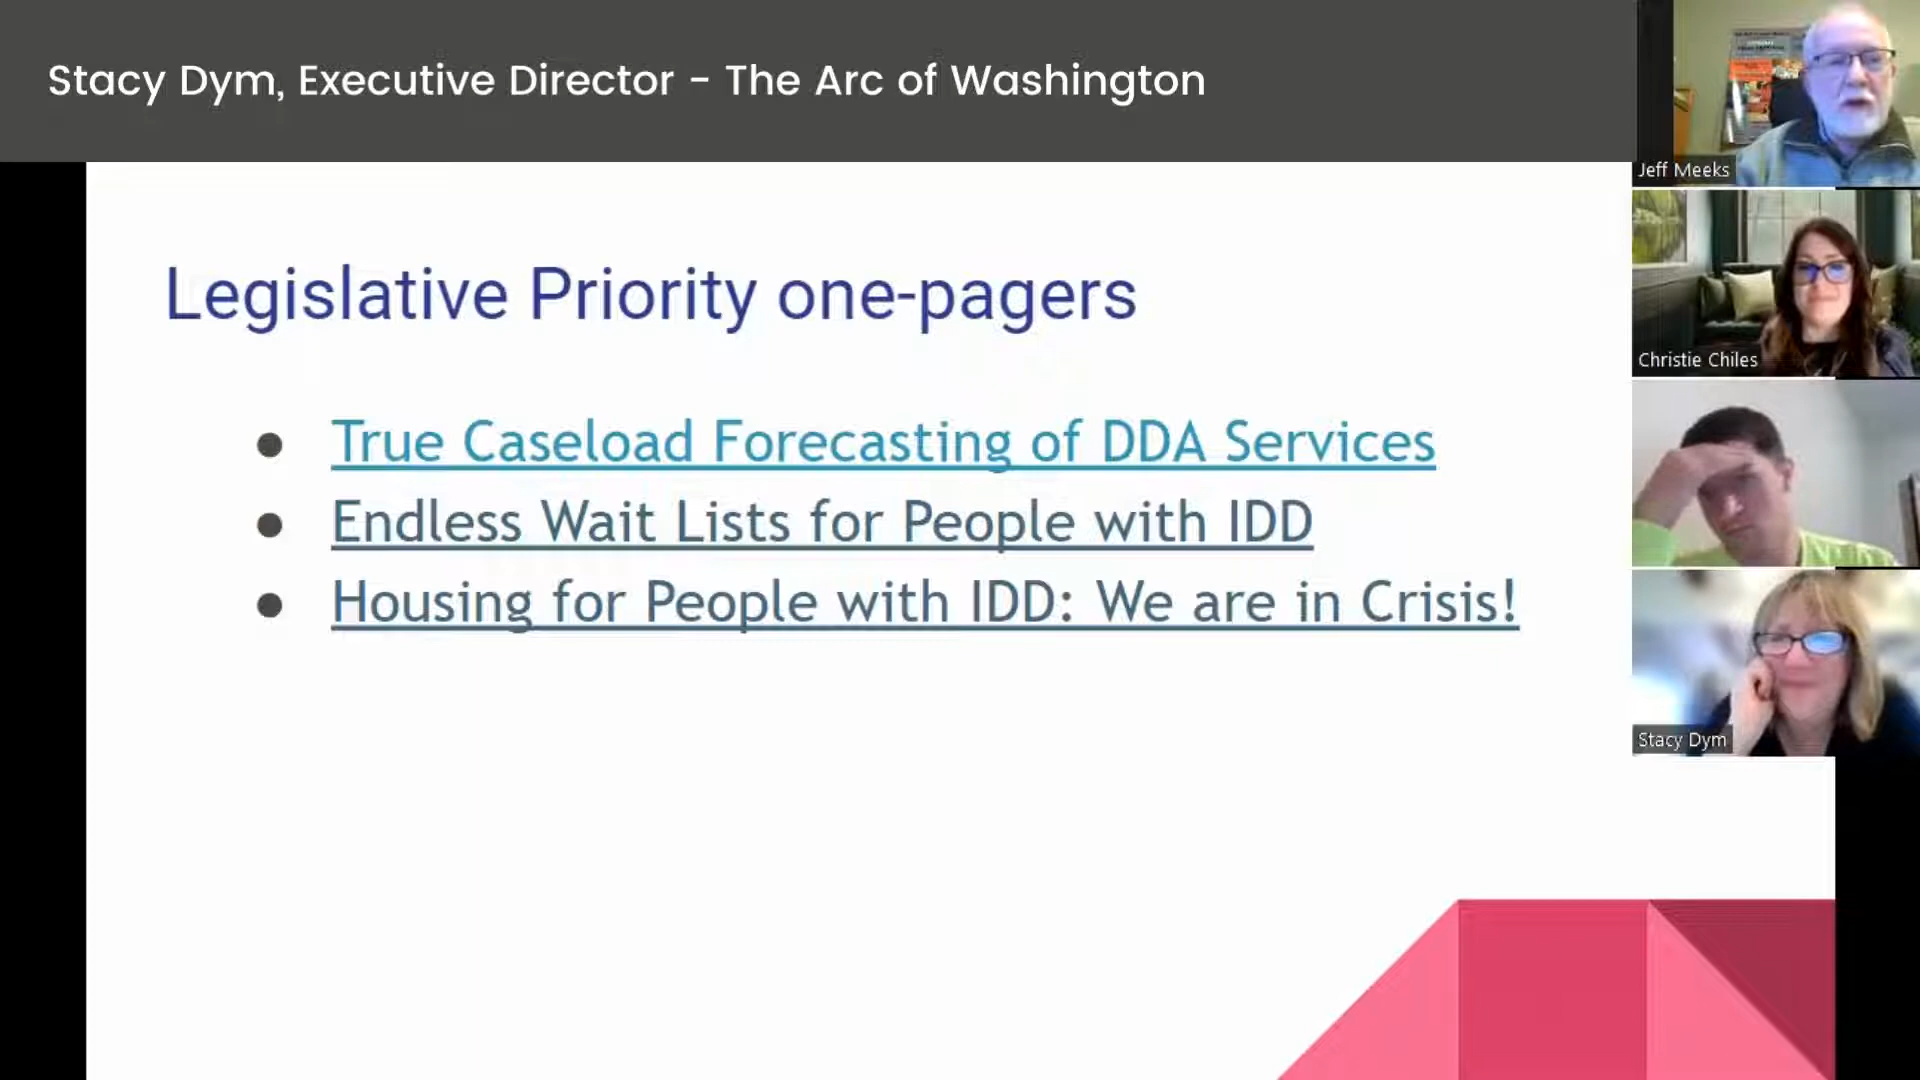 Stacy Dym, Executive Director - The Arc of Washington
Jeff Meeks
Christie Chiles
Stacy Dym
Legislative Priority one-pagers
● True Caseload Forecasting of DDA Services
● Endless Wait Lists for People with IDD
● Housing for People with IDD: We are in Crisis!